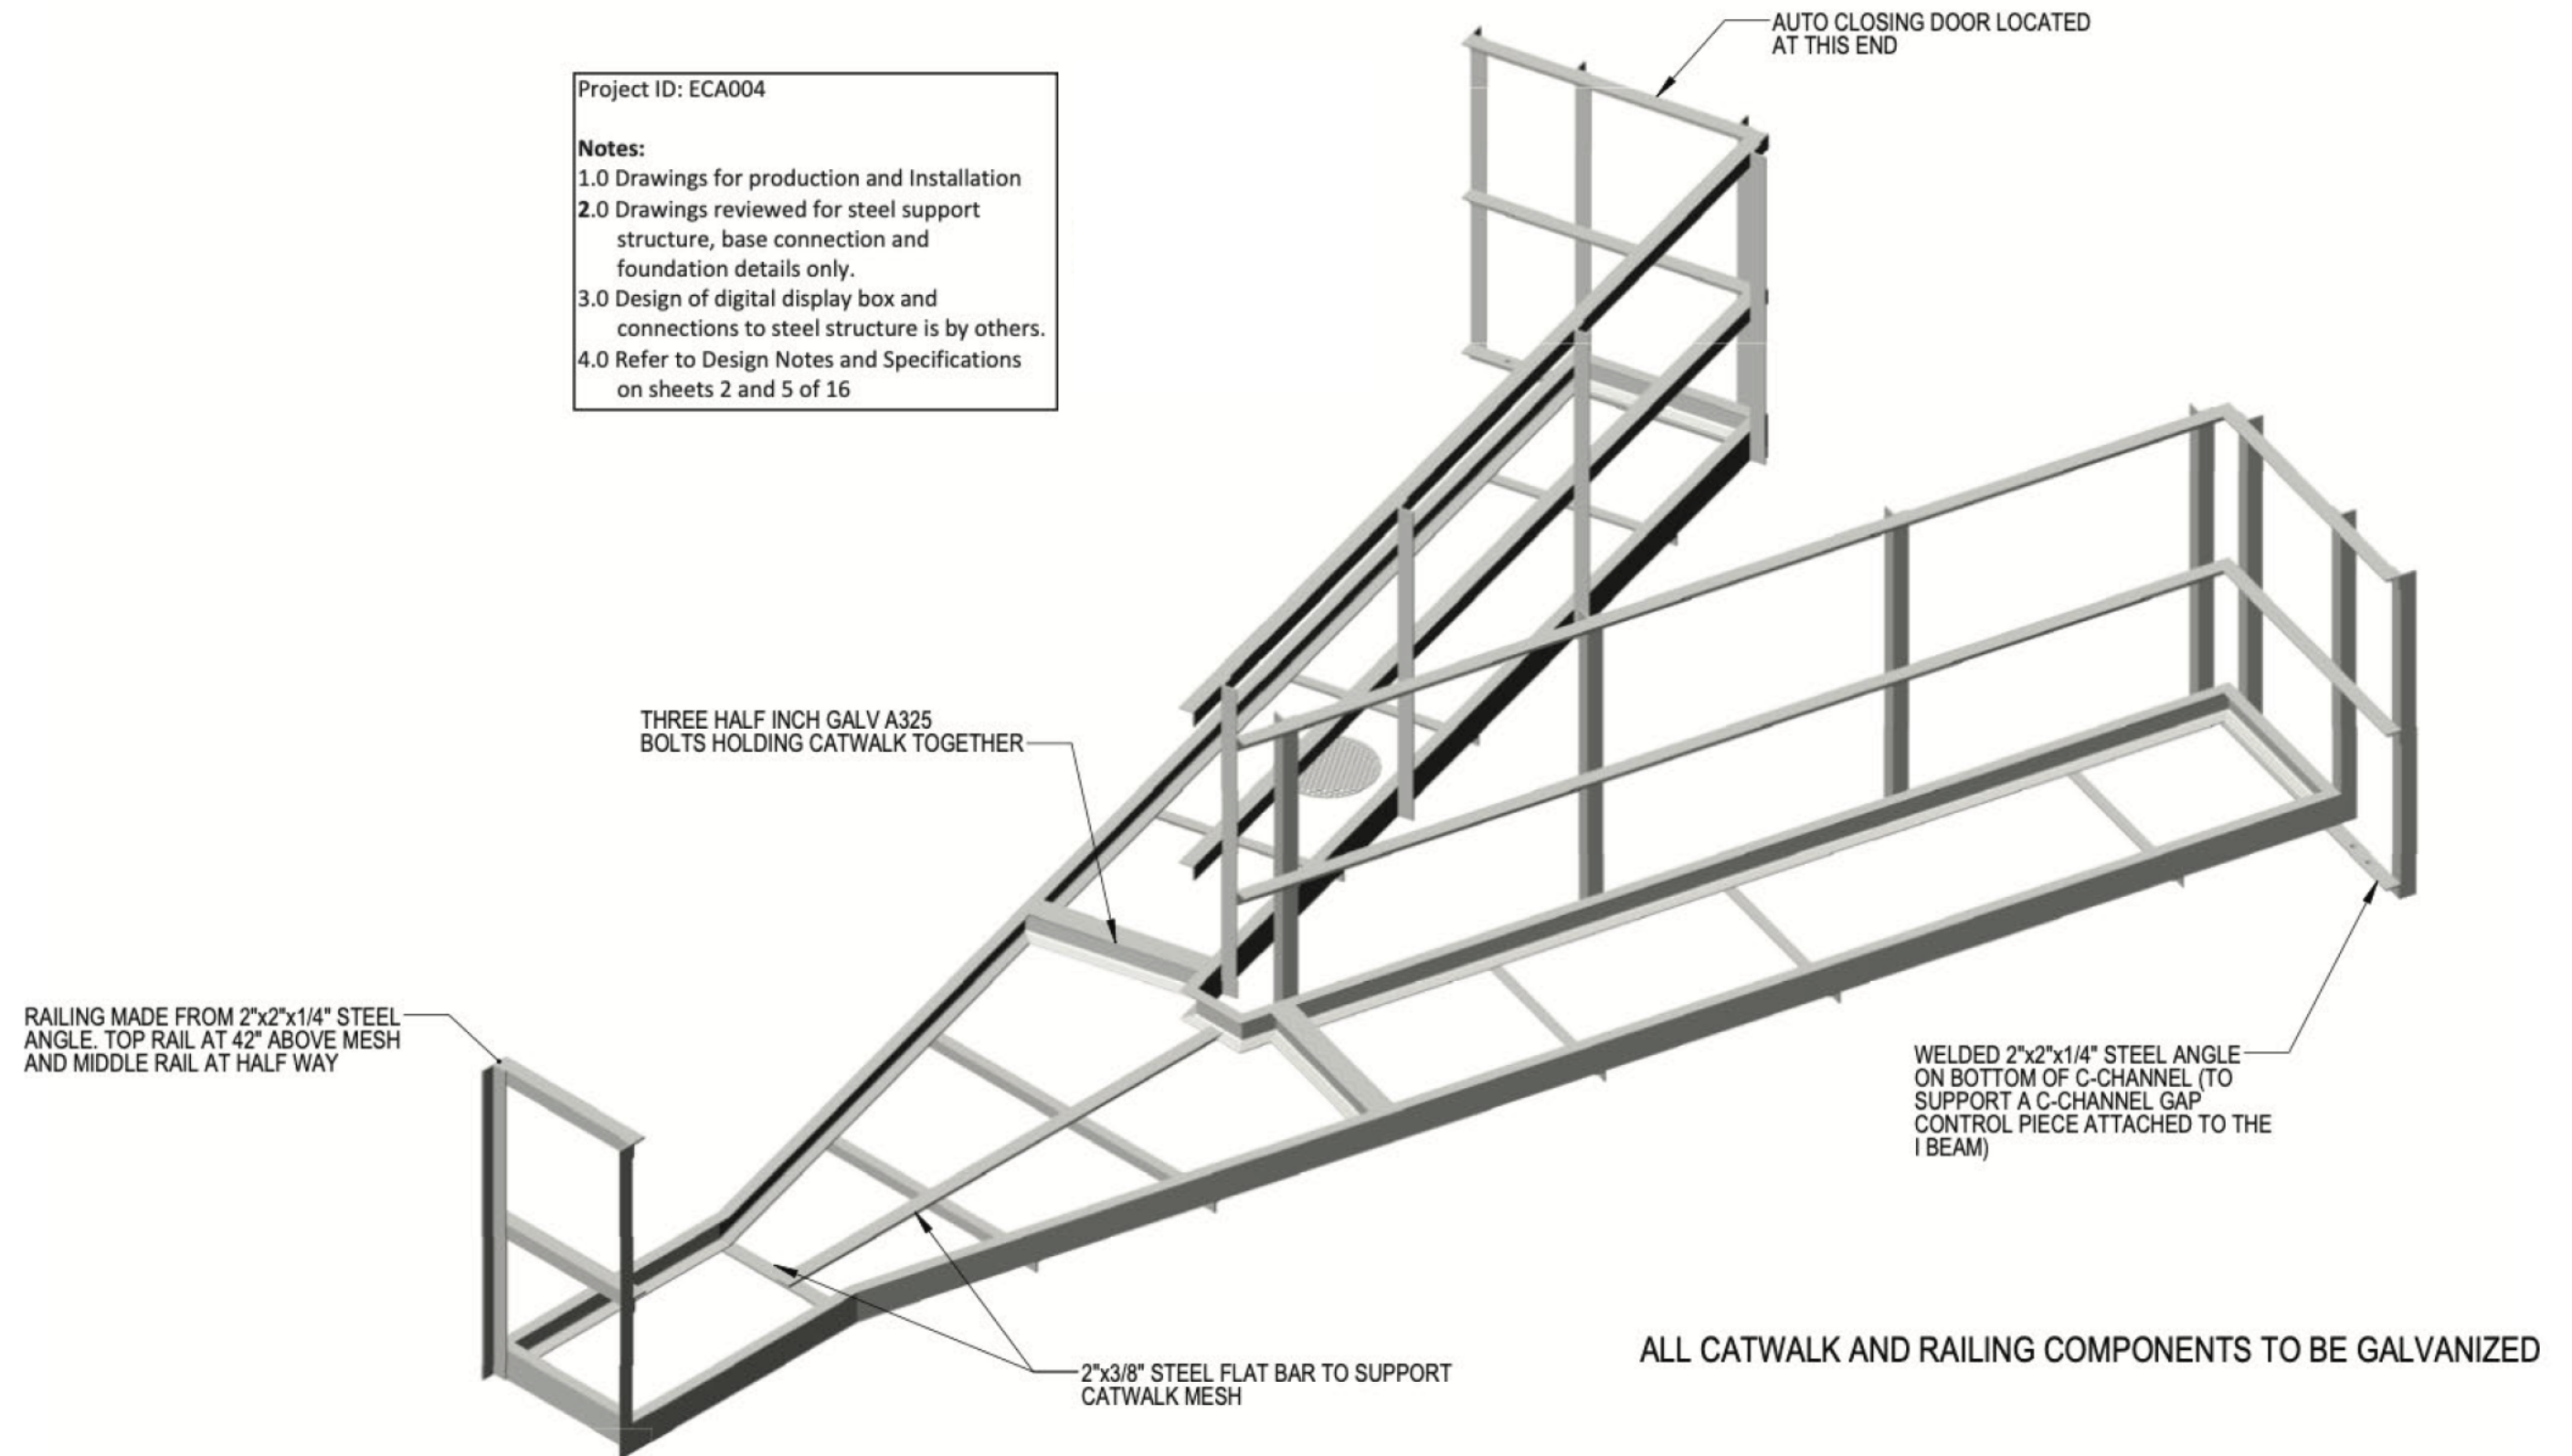 AUTO CLOSING DOOR LOCATED
AT THIS END
Project ID: ECA004
Notes:
1.0 Drawings for production and Installation
2.0 Drawings reviewed for steel support
structure, base connection and
foundation details only.
3.0 Design of digital display box and
connections to steel structure is by others.
4.0 Refer to Design Notes and Specifications
on sheets 2 and 5 of 16
THREE HALF INCH GALV A325
BOLTS HOLDING CATWALK TOGETHER
RAILING MADE FROM 2"x2"x1/4" STEEL
ANGLE. TOP RAIL AT 42" ABOVE MESH
AND MIDDLE RAIL AT HALF WAY
WELDED 2"x2"x1/4" STEEL ANGLE
ON BOTTOM OF C-CHANNEL (TO
SUPPORT A C-CHANNEL GAP
CONTROL PIECE ATTACHED TO THE
I BEAM)
2"x3/8" STEEL FLAT BAR TO SUPPORT
CATWALK MESH
ALL CATWALK AND RAILING COMPONENTS TO BE GALVANIZED